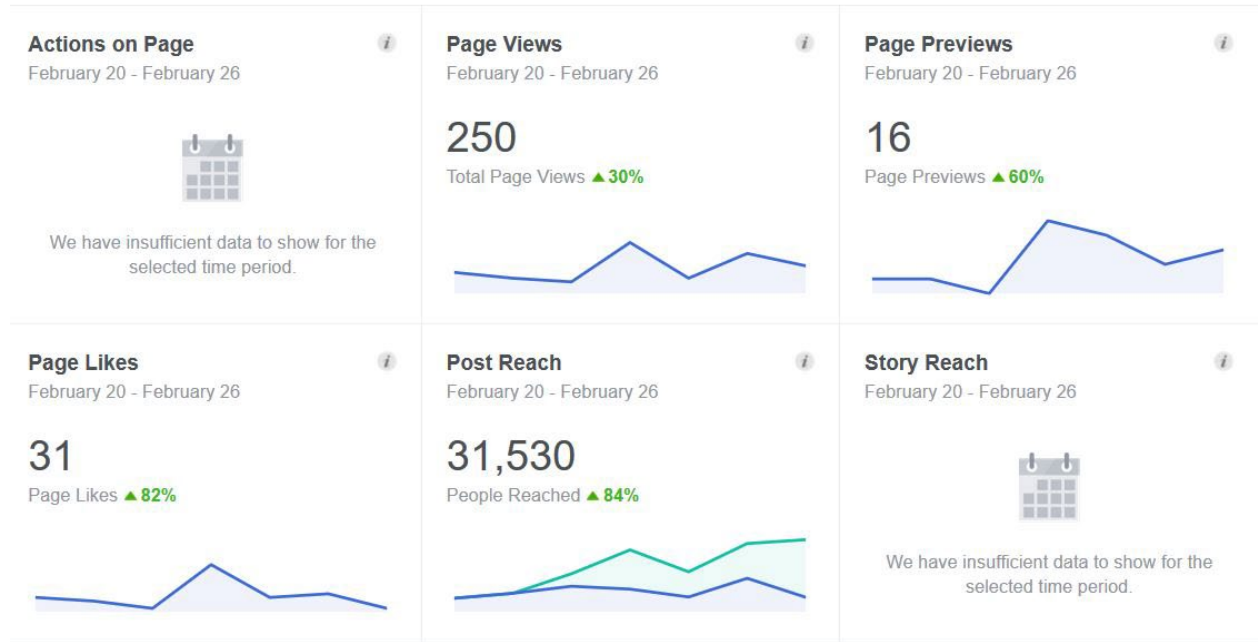 Actions on Page
February 20 - February 26
We have insufficient data to show for the
selected time period.
Page Views
February 20 - February 26
250
Total Page Views ▲ 30%
Page Previews
February 20 - February 26
16
Page Previews ▲ 60%
Page Likes
February 20 - February 26
31
Page Likes ▲ 82%
Post Reach
February 20 - February 26
31,530
People Reached ▲ 84%
Story Reach
February 20 - February 26
We have insufficient data to show for the
selected time period.